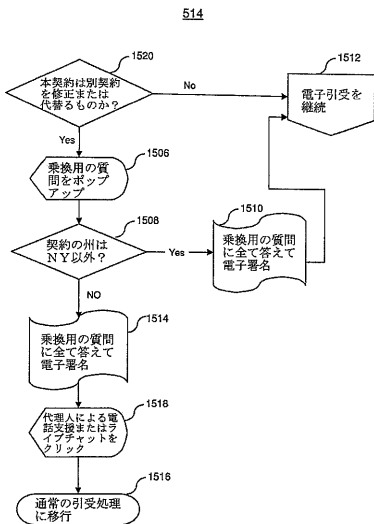 514
1520
本契約は別契約
を修正または
代替るものか?
No
1512
電子引受を
継続
Yes
1506
乗換用の質
問をポップ
アップ
1508
契約の州は
NY以外?
Yes
1510
乗換用の質問
に全て答えて
電子署名
NO
1514
乗換用の質問
に全て答えて
電子署名
1518
代理人による電
話支援またはラ
イブチャットを
クリック
1516
通常の引受処理
に移行